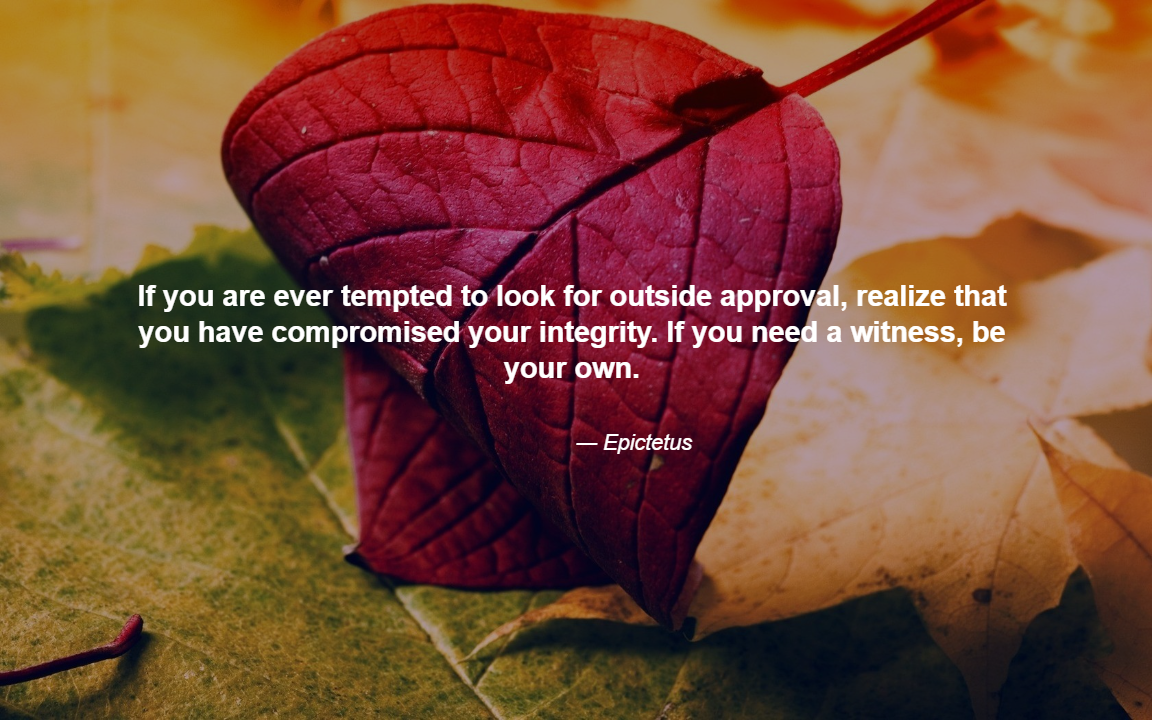 If you are ever tempted to look for outside approval, realize that
you have compromised your integrity. If you need a witness, be
your own.
— Epictetus